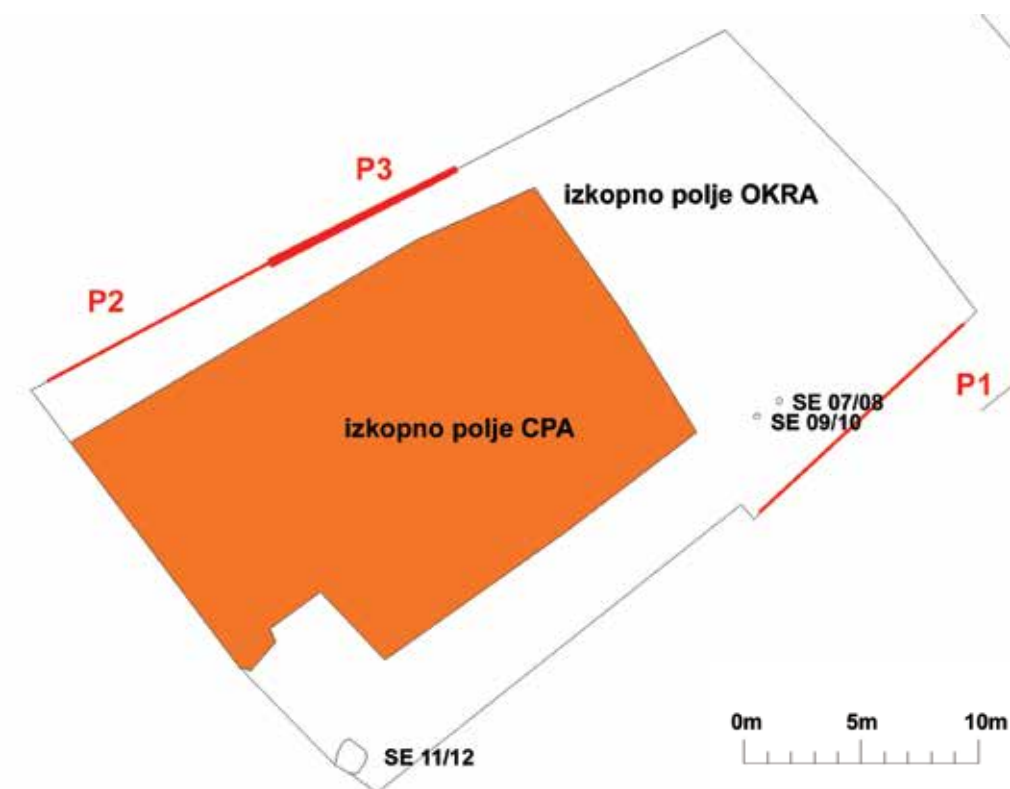 P3
izkopno polje OKRA
P2
P1
SE 07/08
SE 09/10
izkopno polje CPA
0m 5m 10m
SE 11/12